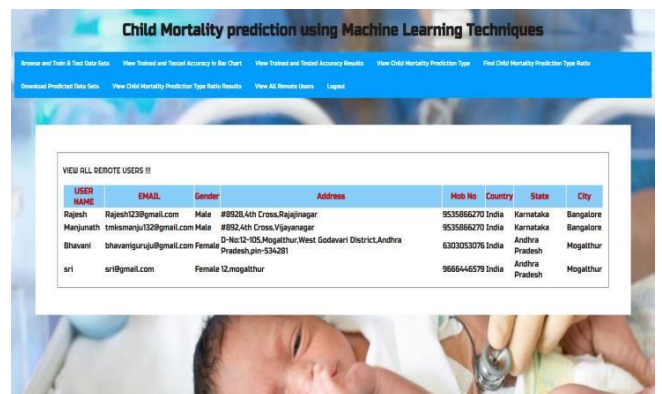 Child Mortality prediction using Machine Learning Techniques
Browse and Train & Test Data Sets View Trained and Tested Accuracy in Bar Chart View Trained and Tested Accuracy Results View Child Mortality Prediction Type Find Child Mortality Prediction Type Ratio
Download Predicted Data Sets View Child Mortality Prediction Type Ratio Results View All Remote Users Logout
VIEW ALL REMOTE USERS !!!
USER NAME EMAIL Gender Address Mob No Country State City
Rajesh Rajesh123@gmail.com Male #8928,4th Cross,Rajajinagar 9535866270 India Karnataka Bangalore
Manjunath tmksmanju132@gmail.com Male #892,4th Cross,Vijayanagar 9535866270 India Karnataka Bangalore
Bhavani bhavaniguruju@gmail.com Female D-No:12-105,Mogalthur,West Godavari District,Andhra Pradesh,pin-534281 6303053076 India Andhra Pradesh Mogalthur
sri sri@gmail.com Female 12,mogalthur 9666446579 India Andhra Pradesh Mogalthur